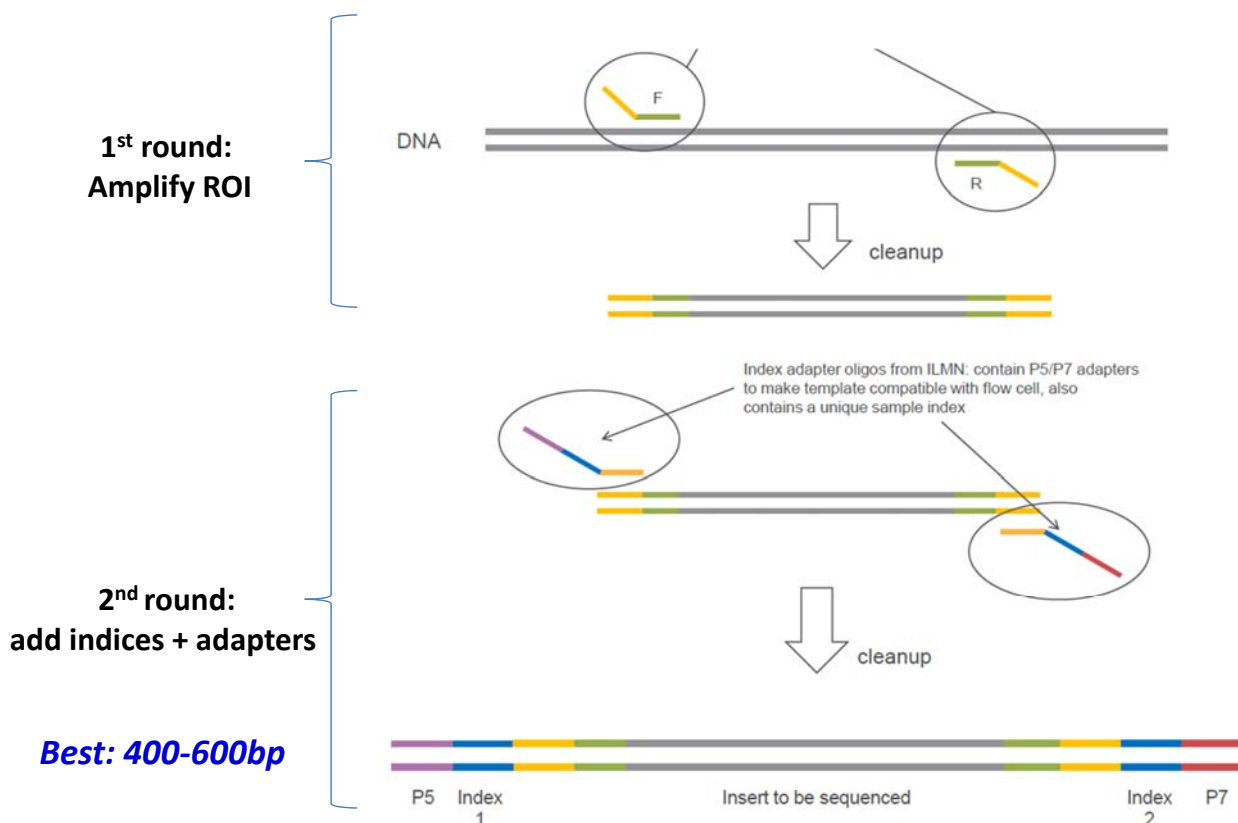 F
DNA
1st round:
Amplify ROI
R
cleanup
Index adapter oligos from ILMN: contain P5/P7 adapters
to make template compatible with flow cell, also
contains a unique sample index
2nd round:
add indices + adapters
cleanup
Best: 400-600bp
P5 Index 1
Insert to be sequenced
Index 2
P7